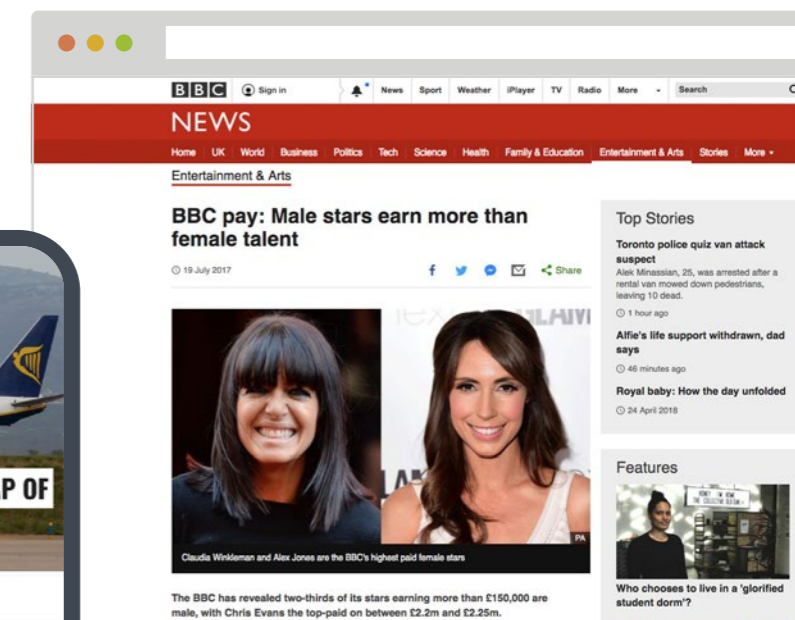 BBC
Sign in
News
Sport
Weather
iPlayer
TV
Radio
More
Search
NEWS
Home
UK
World
Business
Politics
Tech
Science
Health
Family & Education
Entertainment & Arts
Stories
More
Entertainment & Arts
BBC pay: Male stars earn more than
female talent
19 July 2017
Share
PA
Claudia Winkleman and Alex Jones are the BBC's highest paid female stars
The BBC has revealed two-thirds of its stars earning more than £150,000 are
male, with Chris Evans the top-paid on between £2.2m and £2.25m.
Top Stories
Toronto police quiz van attack
suspect
Alek Minassian, 25, was arrested after a
rental van mowed down pedestrians,
leaving 10 dead.
1 hour ago
Alfie's life support withdrawn, dad
says
46 minutes ago
Royal baby: How the day unfolded
24 April 2018
Features
Who chooses to live in a 'glorified
student dorm'?
P OF